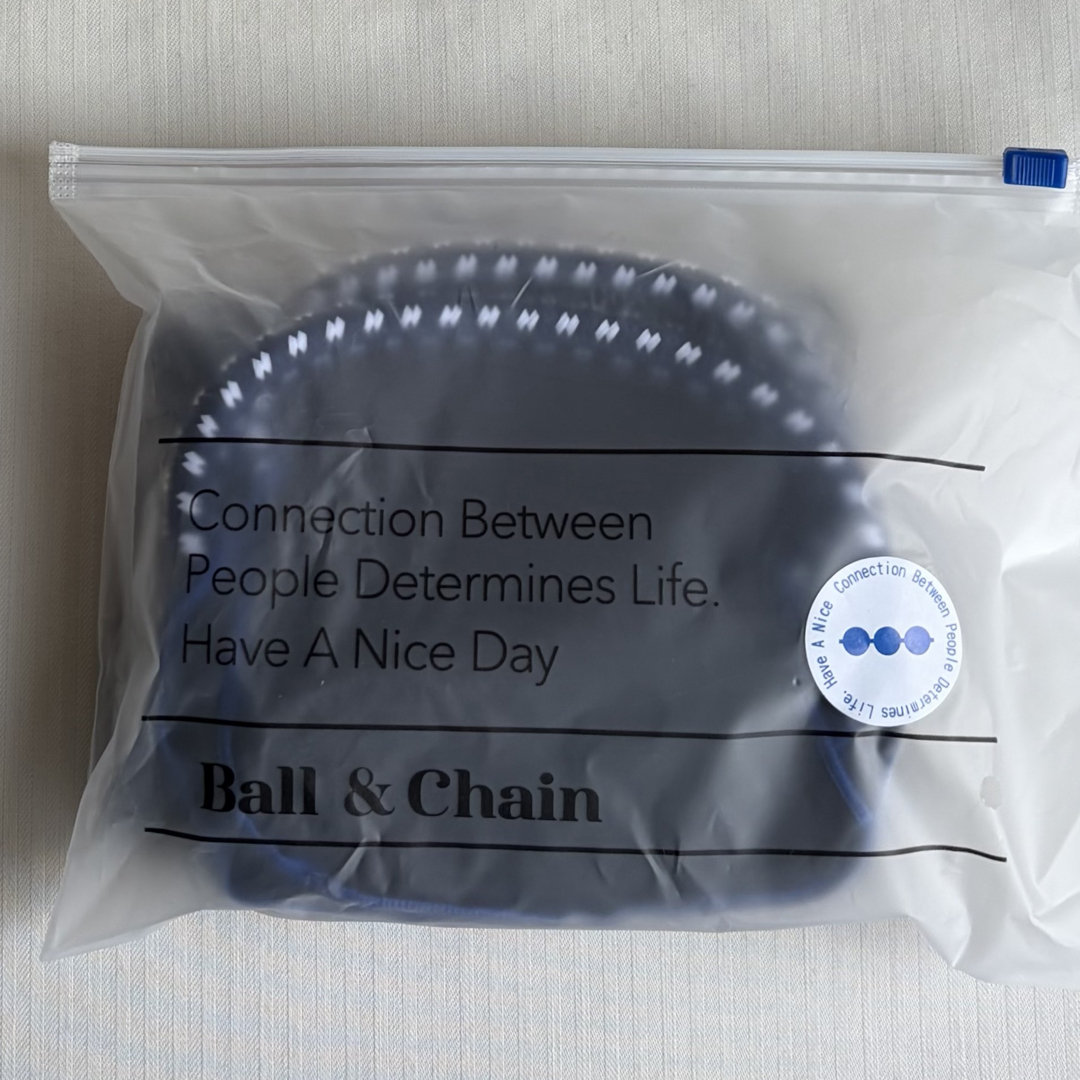 Connection Between
People Determines Life.
Have A Nice Day
Ball & Chain
Connection Between People Determines Life. Have A Nice